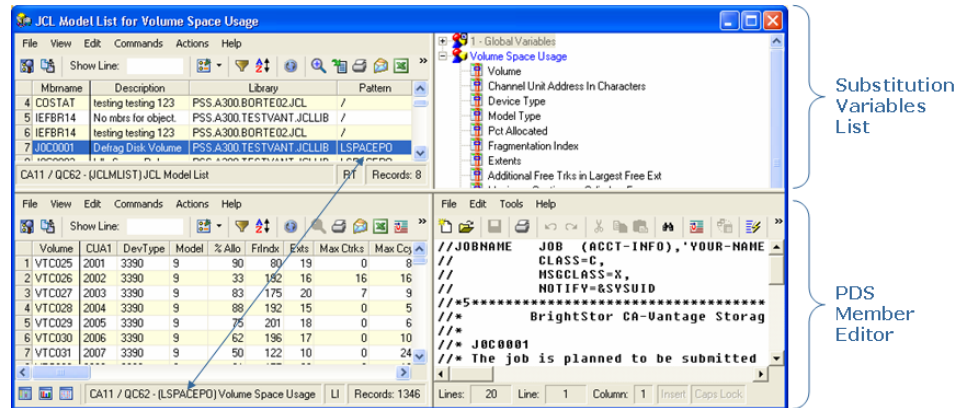 JCL Model List for Volume Space Usage
File View Edit Commands Actions Help
Show Line:
Mbrname Description Library Pattern
4 COSTAT testing testing 123 PSS.A300.BORTE02.JCL /
5 IEFBR14 No mbrs for object. PSS.A300.TESTVANT.JCLLIB /
6 IEFBR14 testing testing 123 PSS.A300.BORTE02.JCL /
7 J0C0001 Defrag Disk Volume PSS.A300.TESTVANT.JCLLIB LSPACEPO
CA11 / QC62 - (JCLMLIST) JCL Model List RT Records: 8
1 - Global Variables
Volume Space Usage
Volume
Channel Unit Address In Characters
Device Type
Model Type
Pct Allocated
Fragmentation Index
Extents
Additional Free Trks in Largest Free Ext
Substitution
Variables
List
File View Edit Commands Actions Help
Show Line:
Volume CUA1 DevType Model % Allo FrIndx Exts Max Ctrks Max Ccy
1 VTC025 2001 3390 9 90 80 19 0 8
2 VTC026 2002 3390 9 33 192 16 16 16
3 VTC027 2003 3390 9 83 175 20 7 9
4 VTC028 2004 3390 9 88 192 15 0 5
5 VTC029 2005 3390 9 75 201 18 0 6
6 VTC030 2006 3390 9 62 196 17 0 10
7 VTC031 2007 3390 9 50 122 10 0 24
CA11 / QC62 - (LSPACEPO) Volume Space Usage LI Records: 1346
File Edit Tools Help
//JOBNAME JOB (ACCT-INFO),'YOUR-NAME
// CLASS=C,
// MSGCLASS=X,
// NOTIFY=&SYSUID
//*5*************************************
//* BrightStor CA-Vantage Storag
//*
//* J0C0001
//* The job is planned to be submitted
Lines: 20 Line: 1 Column: 1 Insert Caps Lock
PDS
Member
Editor